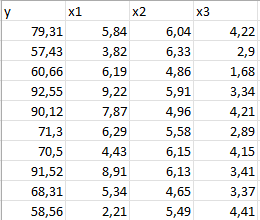 y x1 x2 x3
79,31 5,84 6,04 4,22
57,43 3,82 6,33 2,9
60,66 6,19 4,86 1,68
92,55 9,22 5,91 3,34
90,12 7,87 4,96 4,21
71,3 6,29 5,58 2,89
70,5 4,43 6,15 4,15
91,52 8,91 6,13 3,41
68,31 5,34 4,65 3,37
58,56 2,21 5,49 4,41